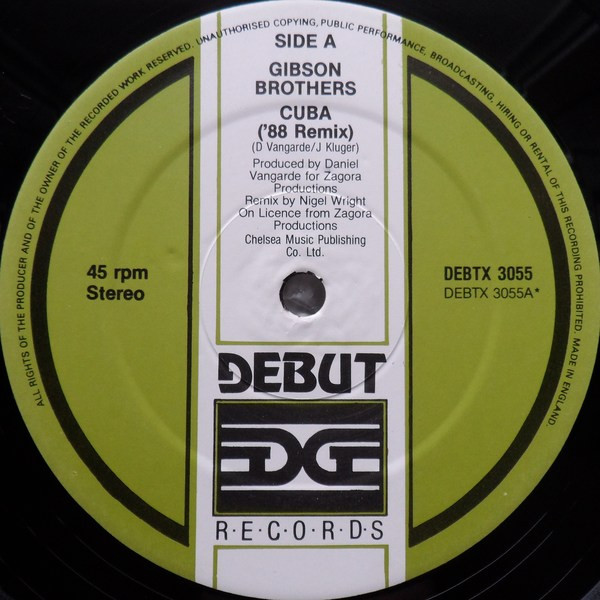 ALL RIGHTS OF THE PRODUCER AND OF THE OWNER OF THE RECORDED WORK RESERVED. UNAUTHORISED COPYING, PUBLIC PERFORMANCE, BROADCASTING, HIRING OR RENTAL OF THIS RECORDING PROHIBITED. MADE IN ENGLAND.
SIDE A
GIBSON
BROTHERS
CUBA
('88 Remix)
(D Vangarde/J Kluger)
Produced by Daniel
Vangarde for Zagora
Productions
Remix by Nigel Wright
On Licence from Zagora
Productions
Chelsea Music Publishing
Co. Ltd.
45 rpm
Stereo
DEBTX 3055
DEBTX 3055A*
DEBUT
R·E·C·O·R·D·S